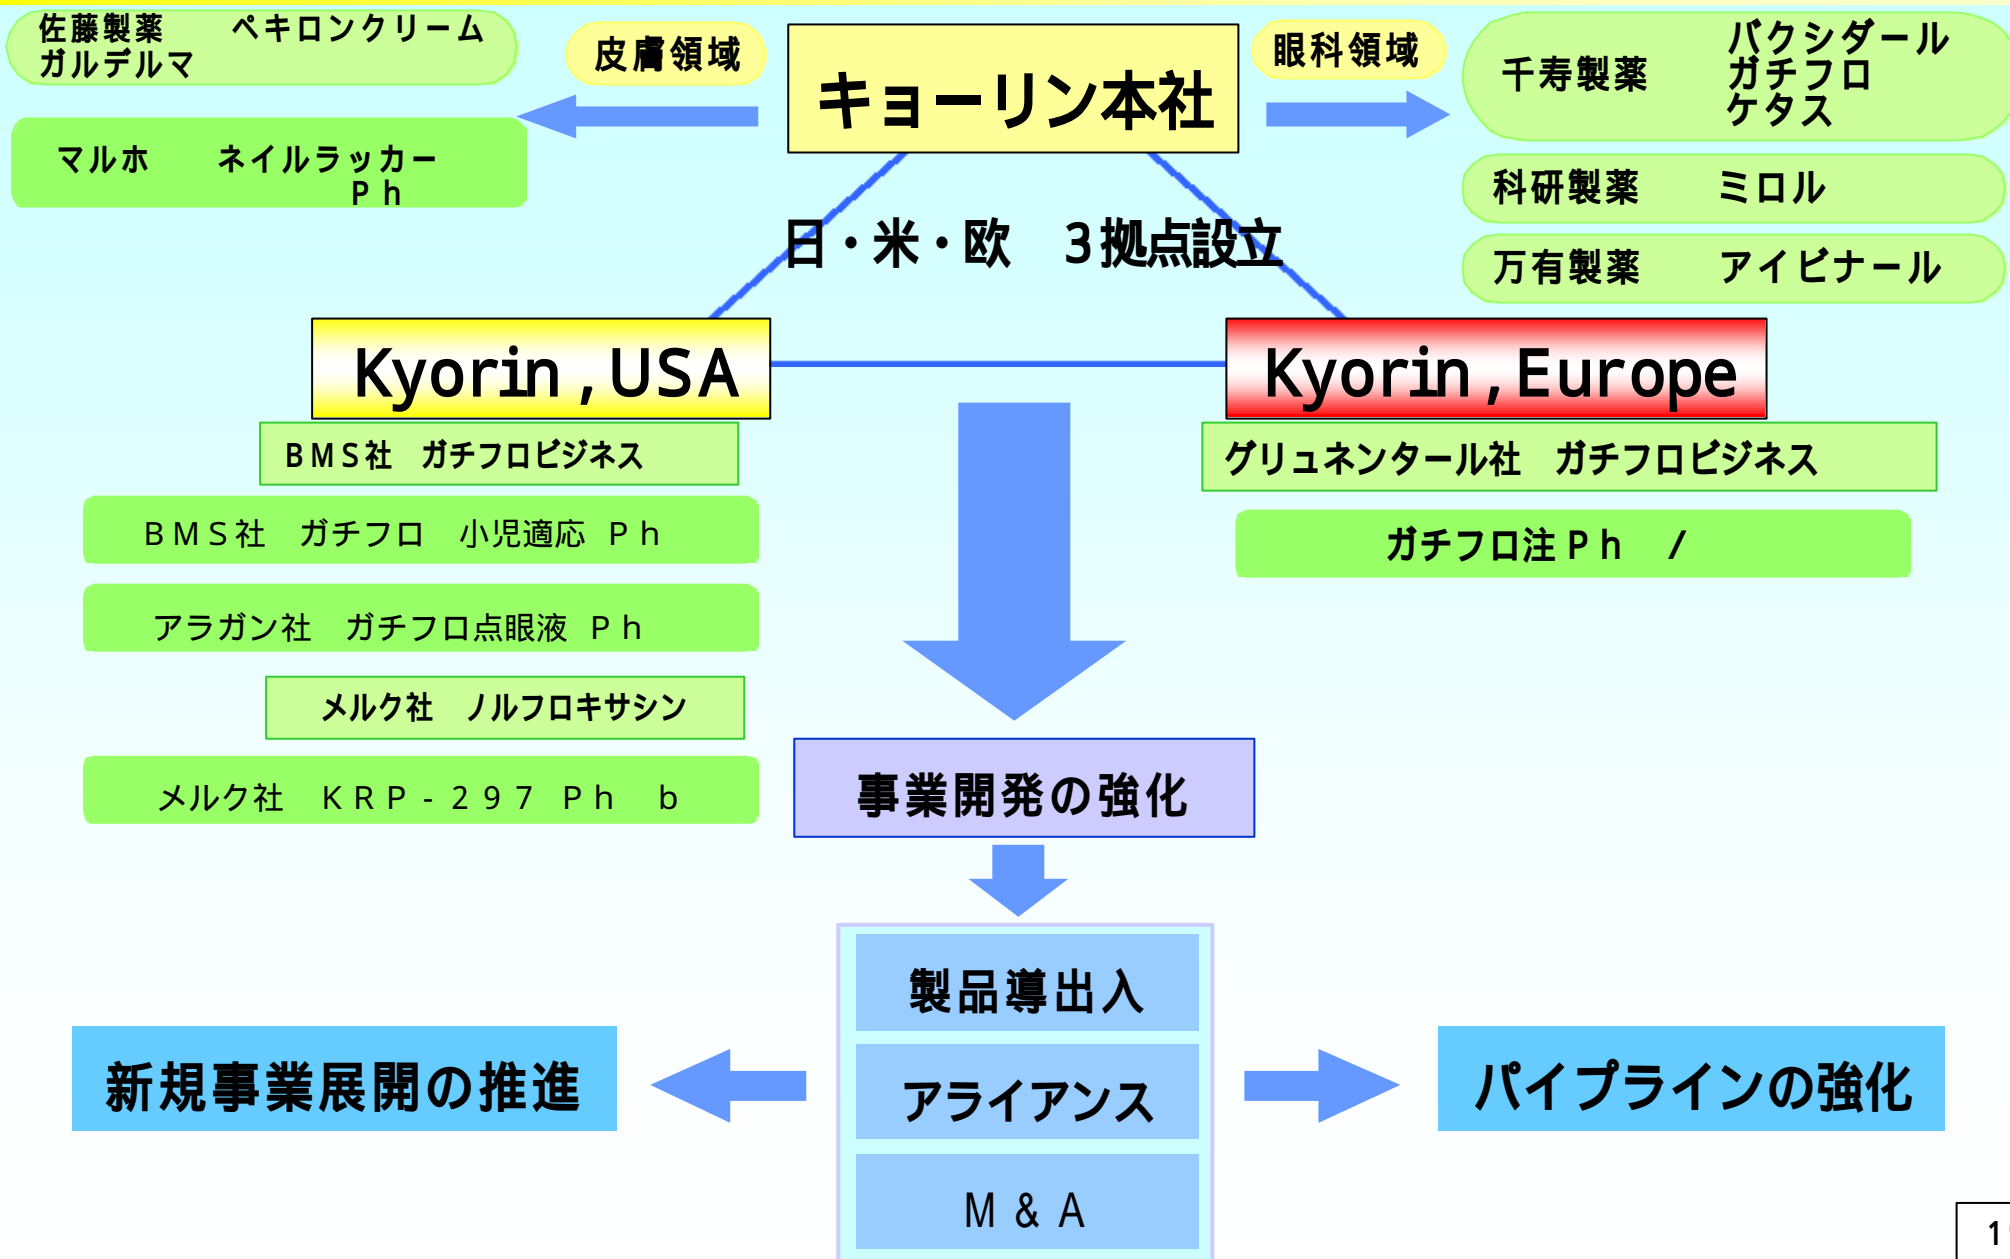 佐藤製薬　ペキロンクリーム
ガルデルマ
皮膚領域
キョーリン本社
眼科領域
千寿製薬　バクシダール
ガチフロ
ケタス
マルホ　ネイルラッカー
Ｐｈ
科研製薬　ミロル
万有製薬　アイビナール
日・米・欧　３拠点設立
Kyorin,USA
Kyorin,Europe
ＢＭＳ社　ガチフロビジネス
ＢＭＳ社　ガチフロ　小児適応 Ｐｈ
アラガン社　ガチフロ点眼液 Ｐｈ
メルク社　ノルフロキサシン
メルク社　ＫＲＰ-２９７ Ｐｈ　ｂ
グリュネンタール社　ガチフロビジネス
ガチフロ注Ｐｈ　/
事業開発の強化
製品導出入
アライアンス
Ｍ＆Ａ
新規事業展開の推進
パイプラインの強化